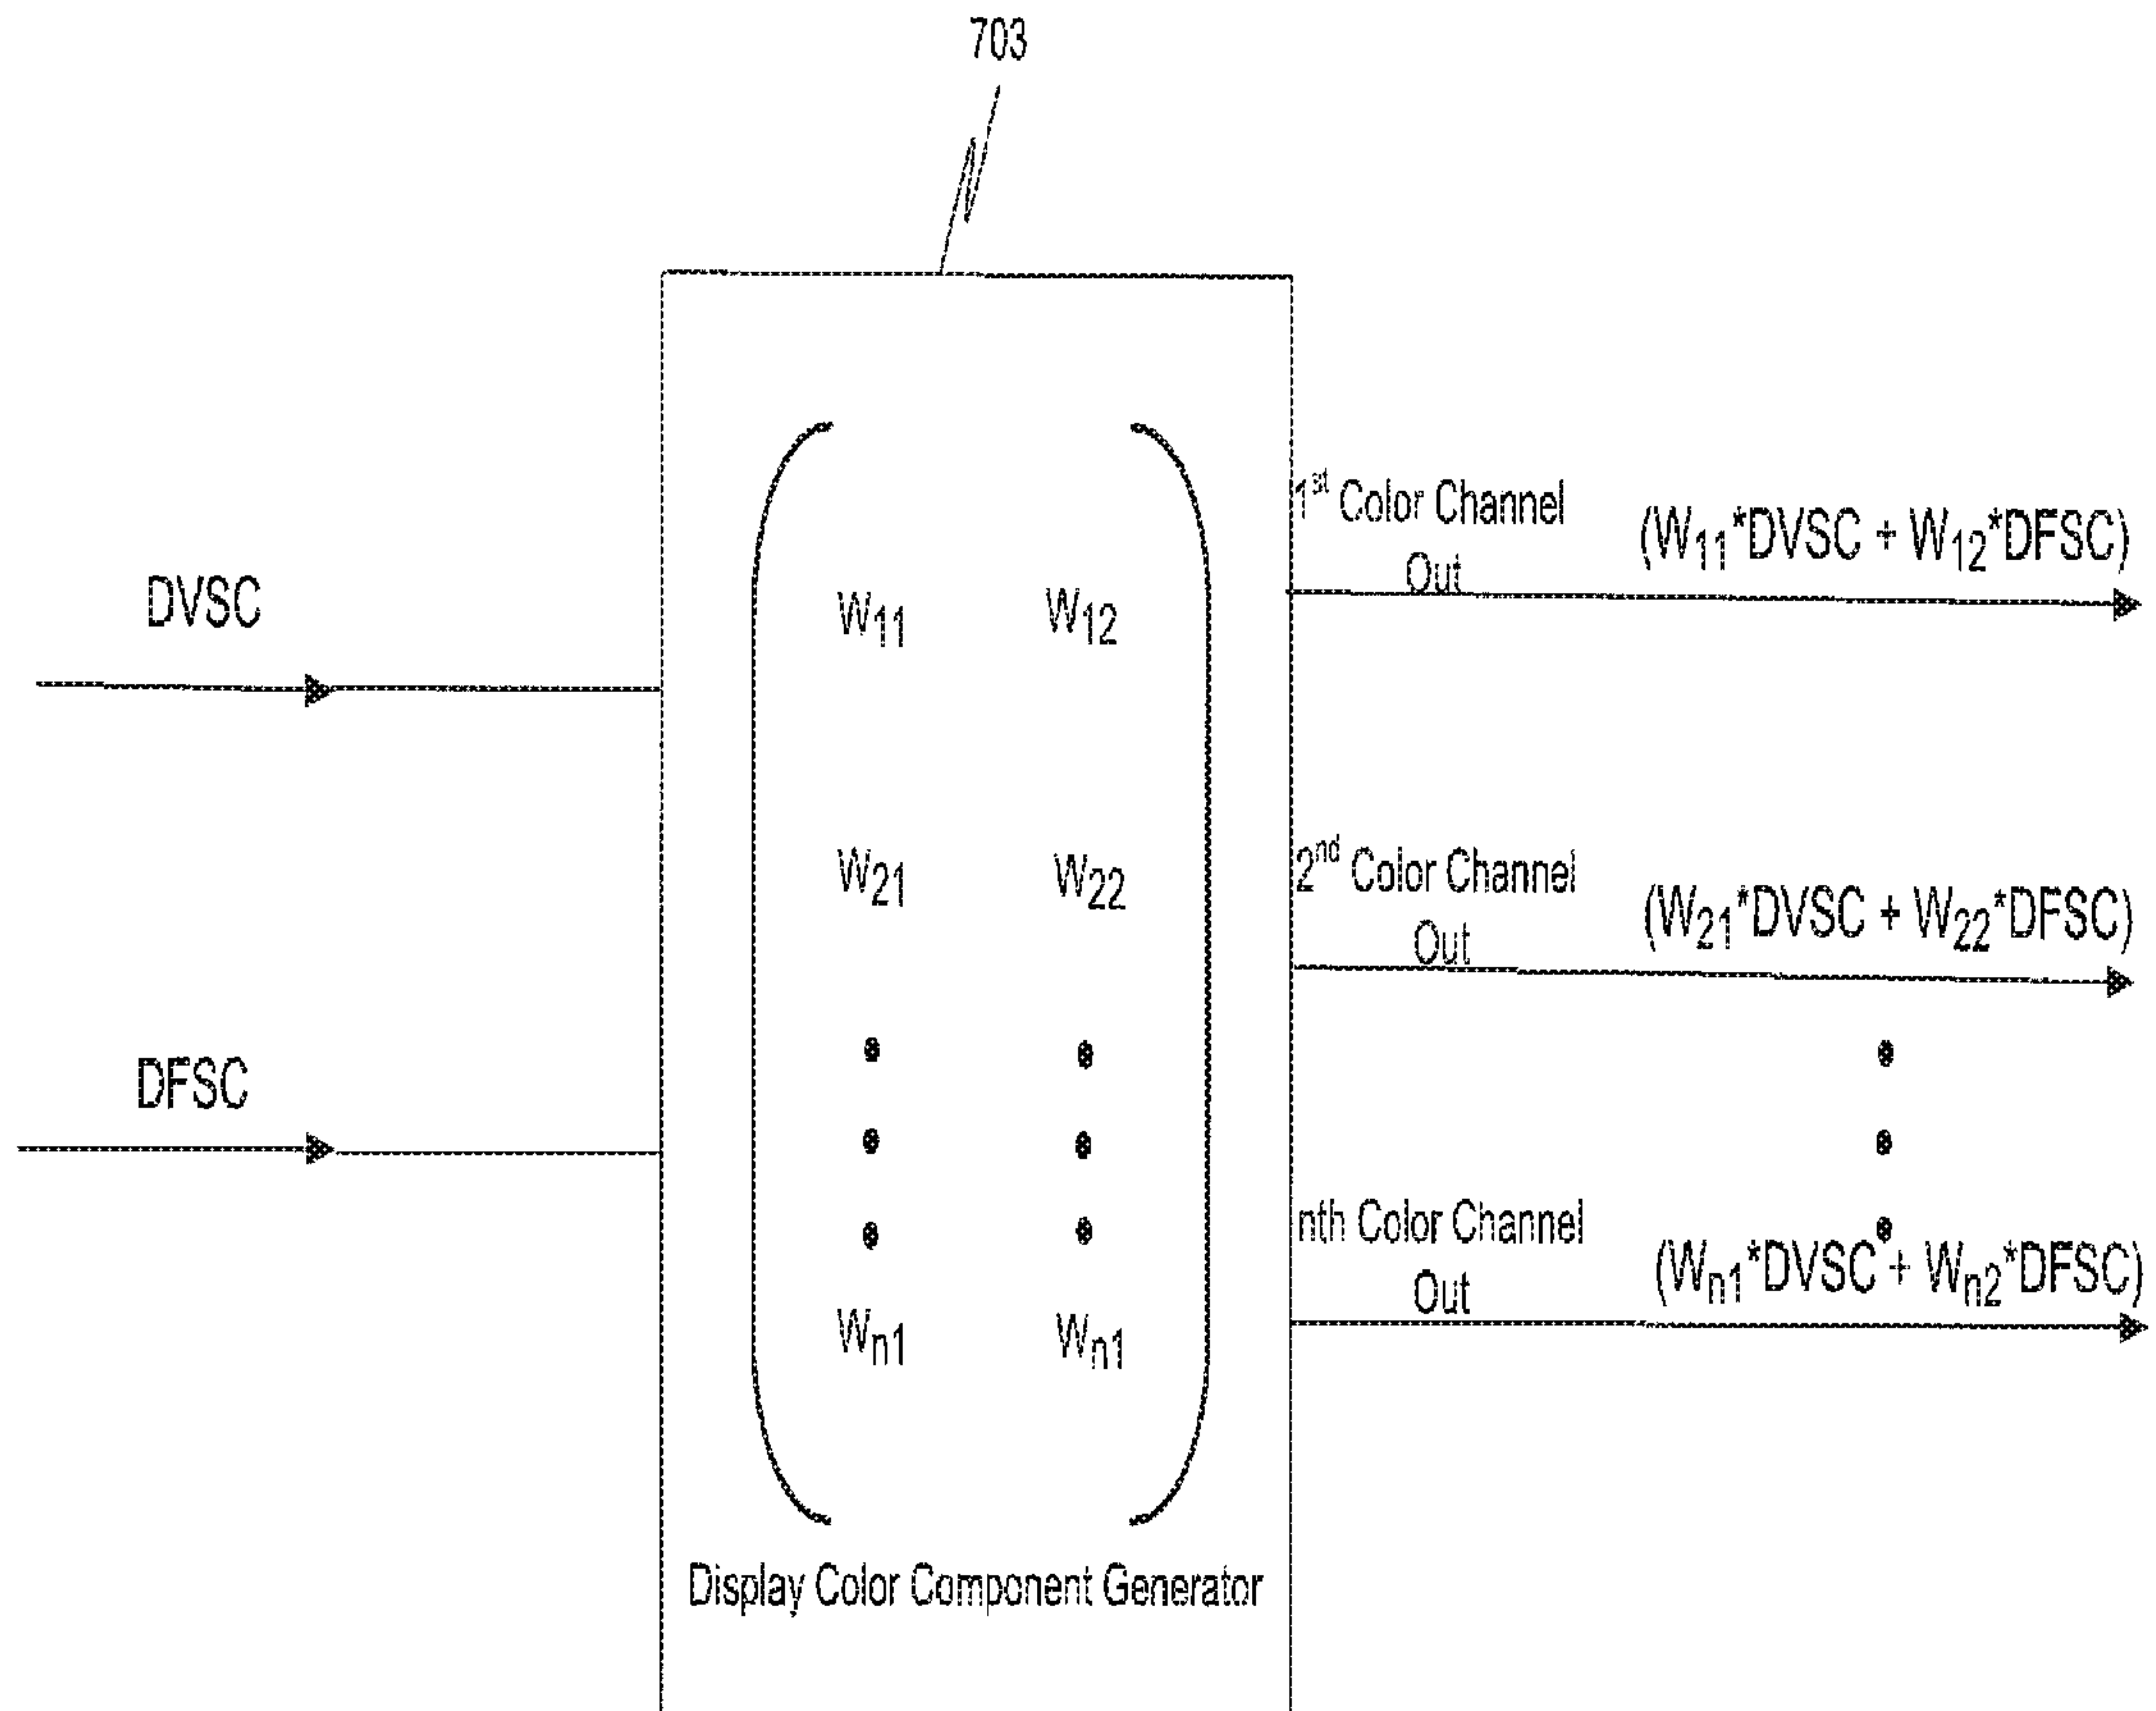 703
DVSC
DFSC
W11 W12
W21 W22
Wn1 Wn1
Display Color Component Generator
1st Color Channel
Out
(W11*DVSC + W12*DFSC)
2nd Color Channel
Out
(W21*DVSC + W22*DFSC)
nth Color Channel
Out
(Wn1*DVSC + Wn2*DFSC)